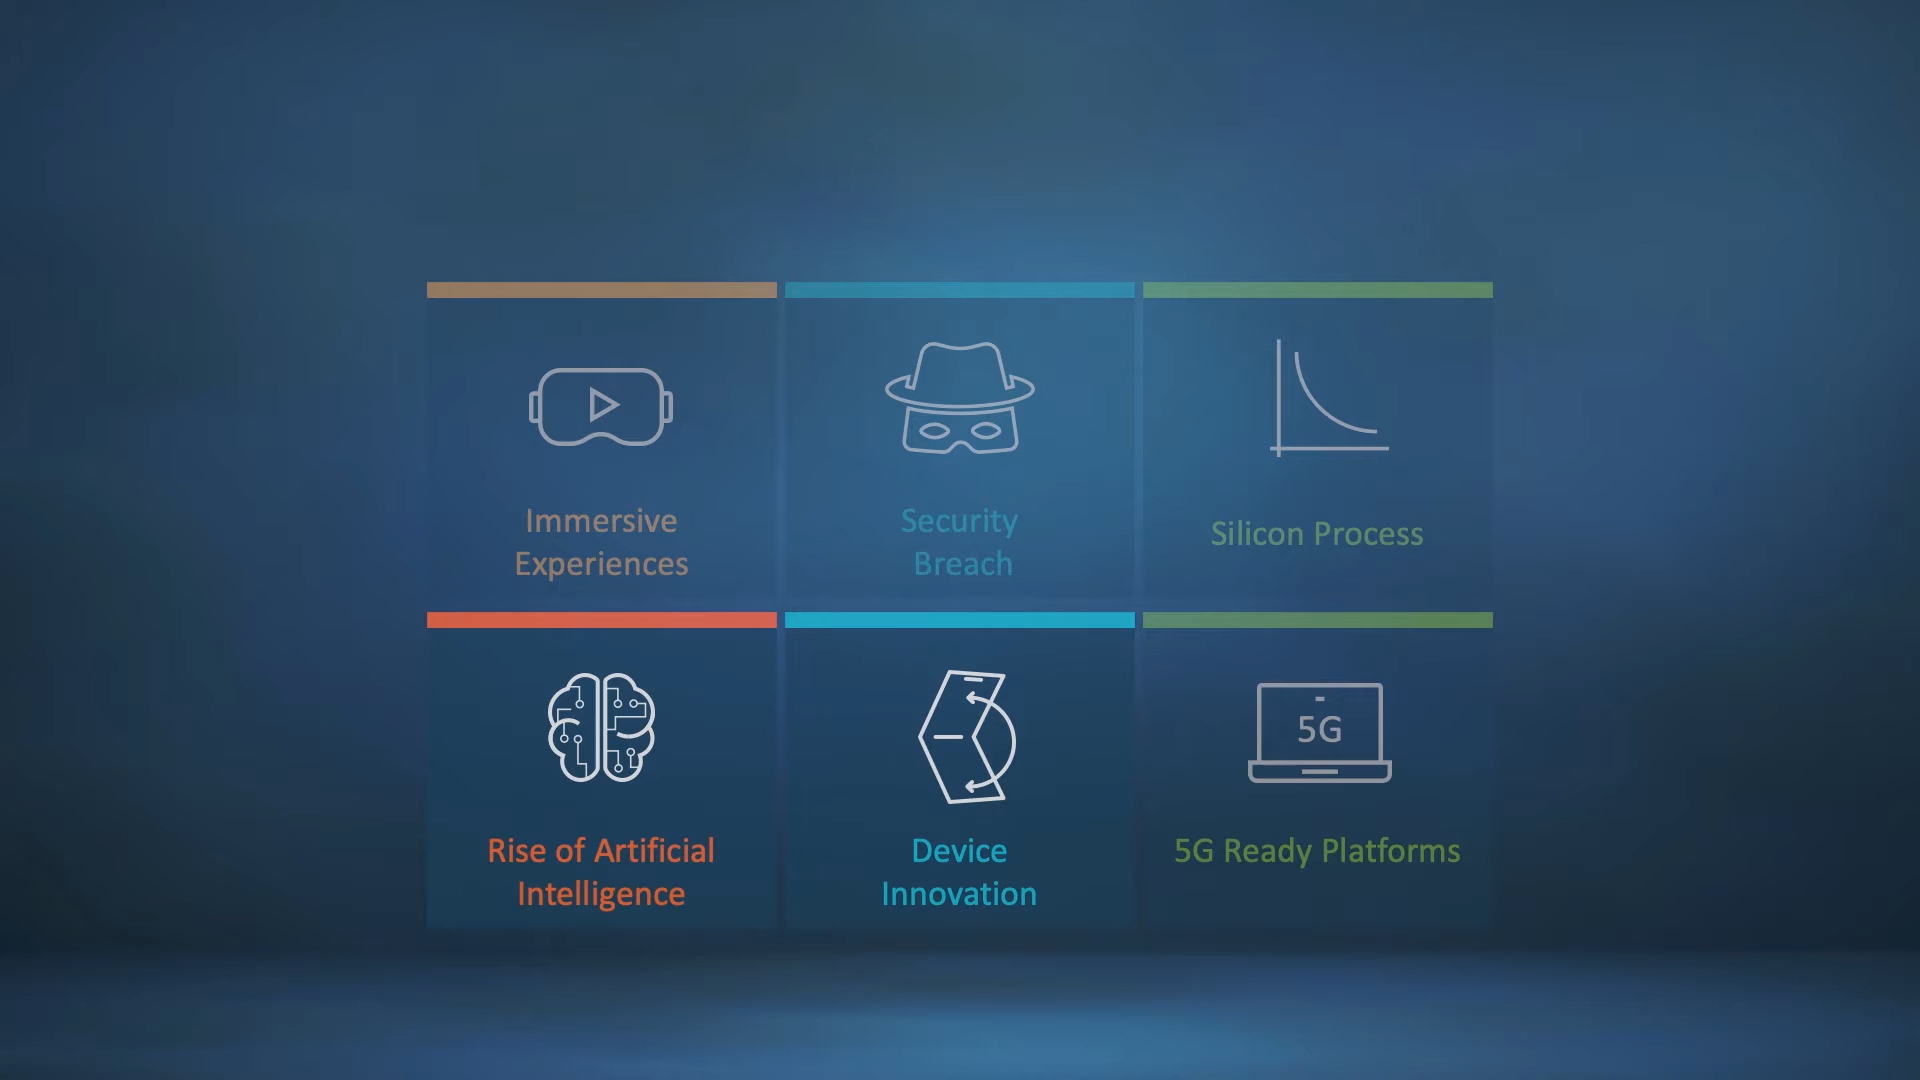 Immersive
Experiences
Security
Breach
Silicon Process
Rise of Artificial
Intelligence
Device
Innovation
5G
5G Ready Platforms